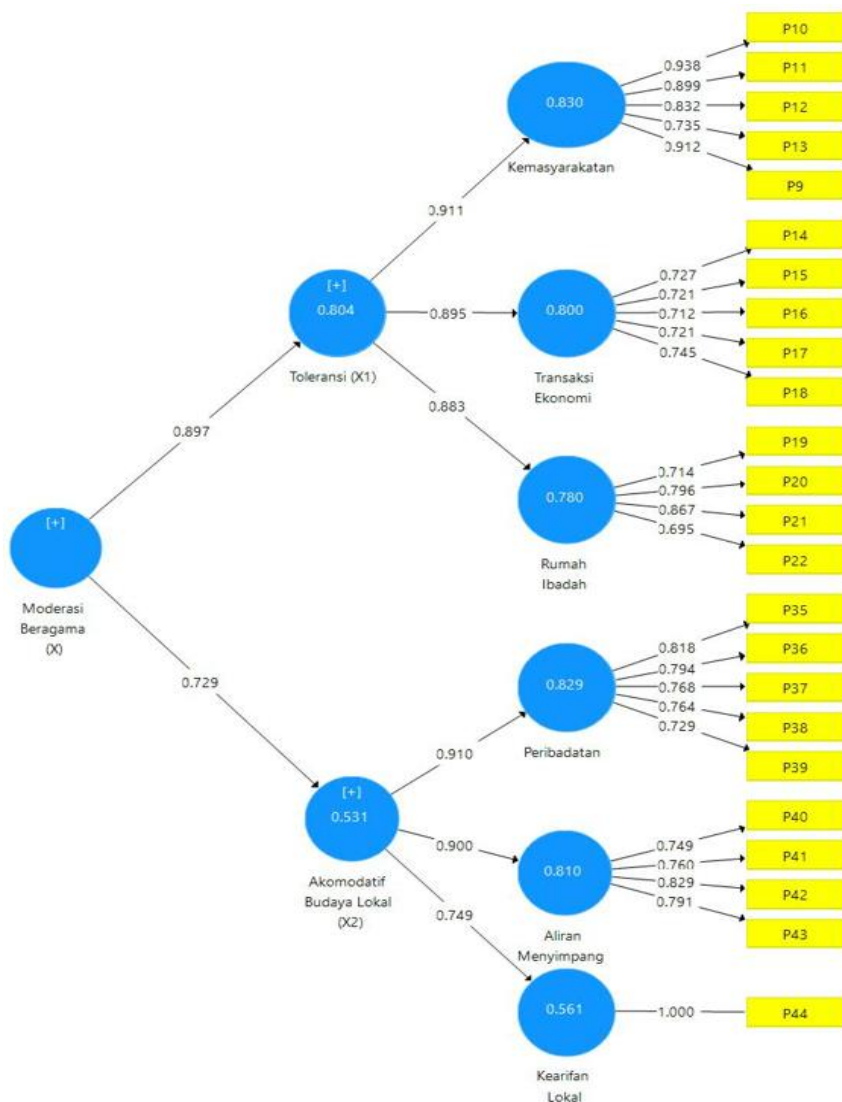 P10
0.938
P11
0.899
0.830
0.832
P12
0.735
P13
0.912
Kemasyarakatan
P9
0.911
P14
[+]
0.727
P15
0.804
0.895
0.800
0.721
0.712
P16
0.721
P17
0.745
Toleransi (X1)
Transaksi
Ekonomi
P18
0.883
0.897
P19
0.714
P20
0.796
0.780
0.867
P21
0.695
[+]
P22
Rumah
Ibadah
Moderasi
Beragama
(X)
P35
0.818
P36
0.794
0.729
0.829
0.768
P37
0.764
P38
0.729
0.910
Peribadatan
P39
[+]
0.531
P40
0.749
0.900
0.760
P41
0.810
0.829
P42
0.791
Akomodatif
Budaya Lokal
(X2)
0.749
P43
Aliran
Menyimpang
0.561
1.000
P44
Kearifan
Lokal